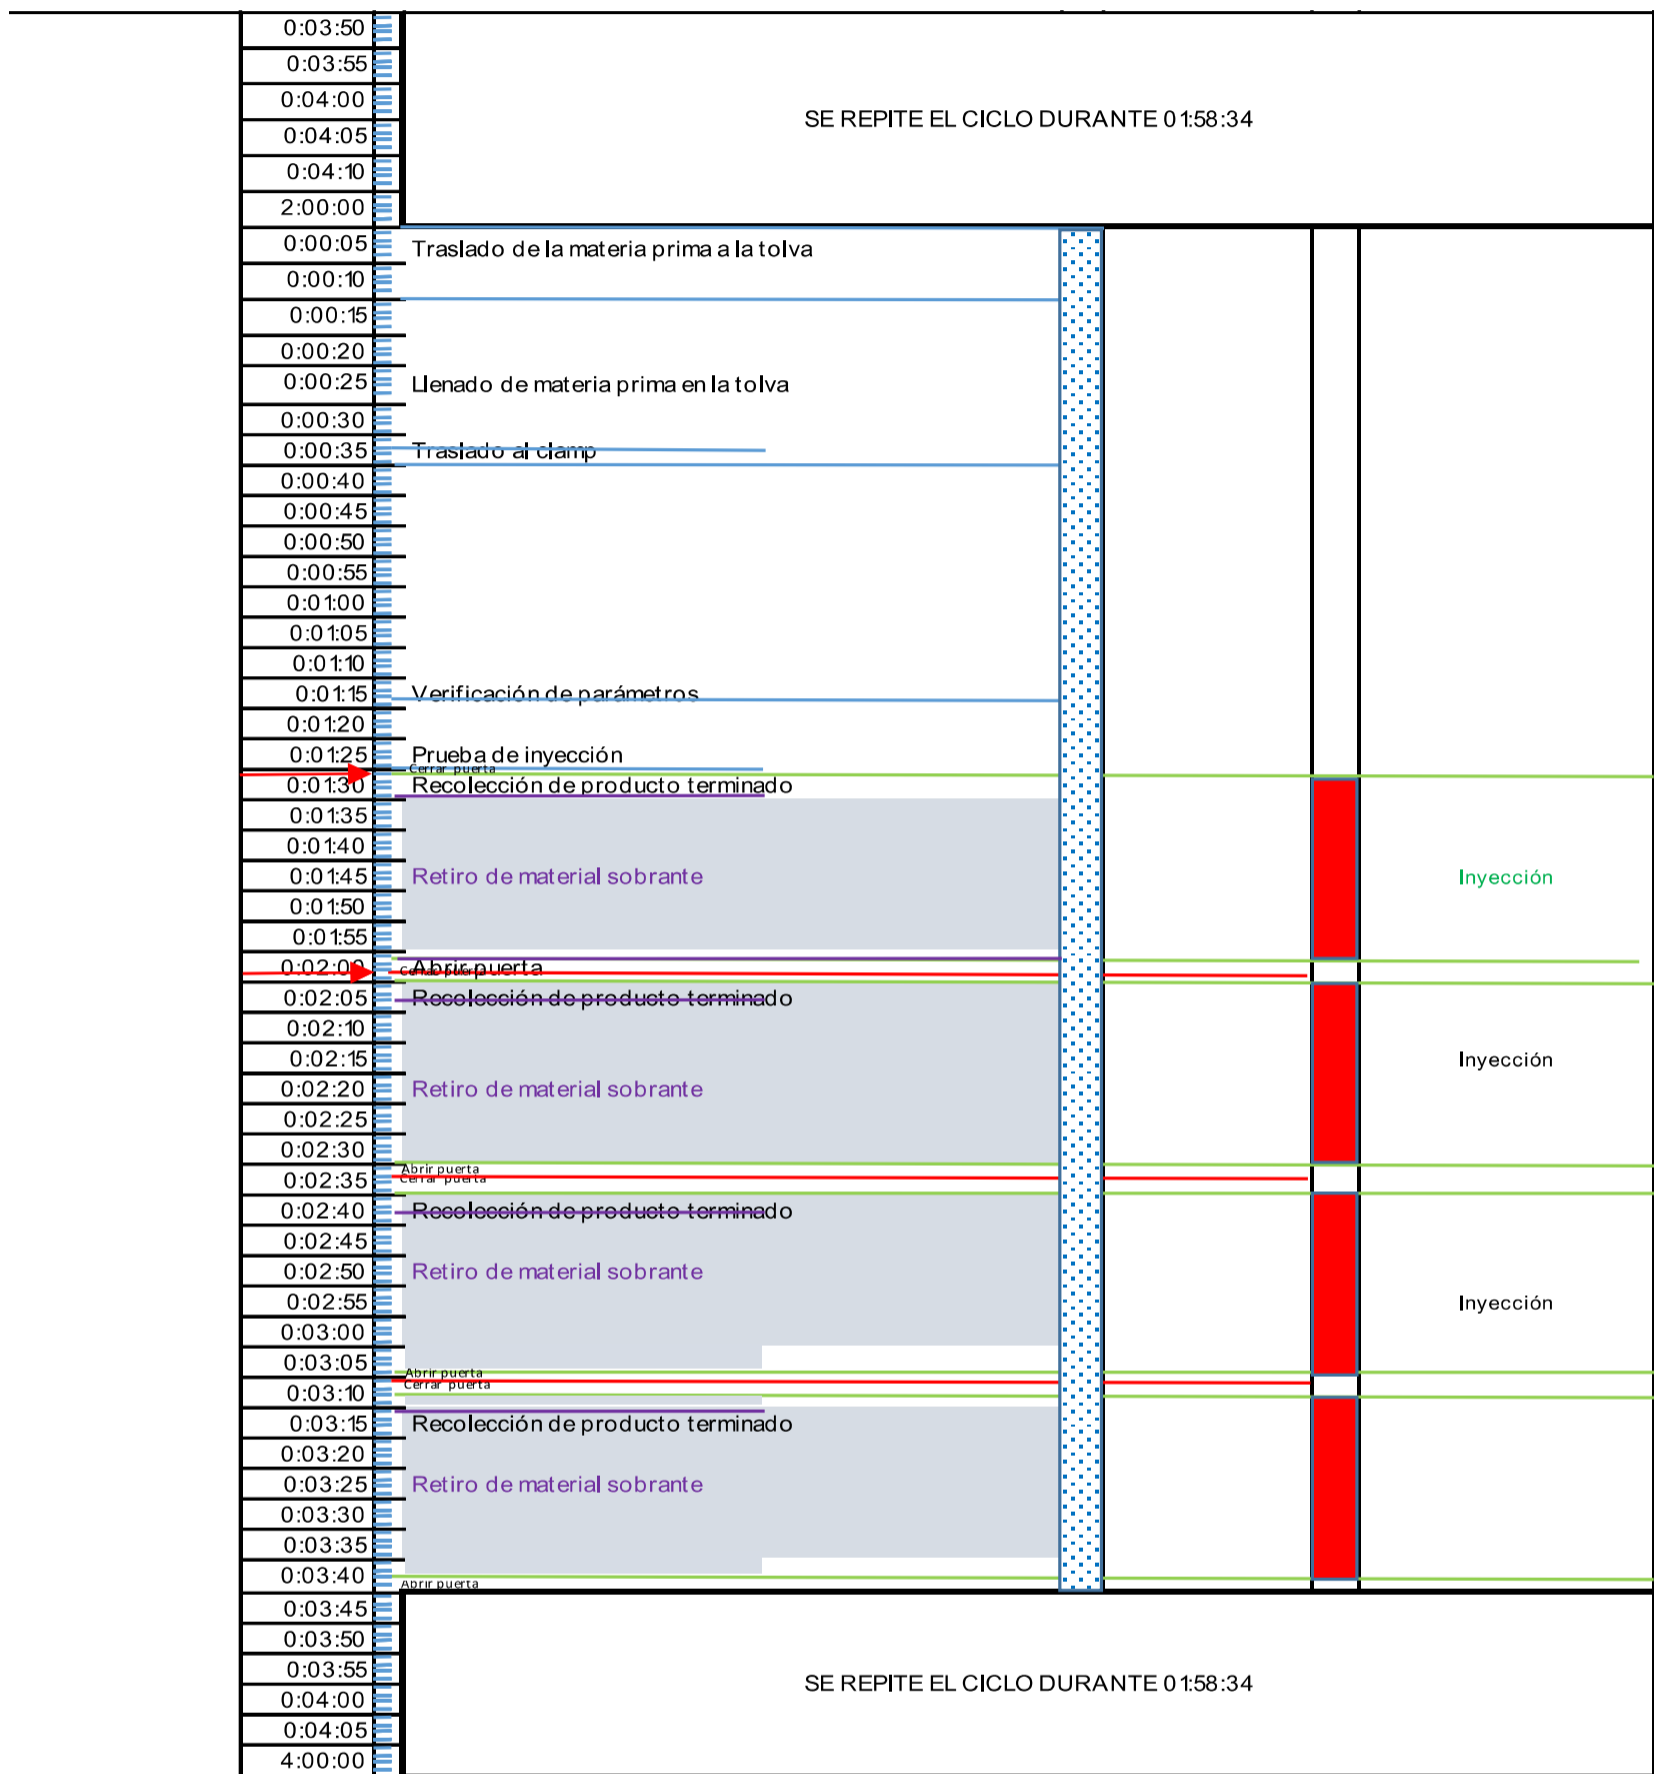 0:03:50
0:03:55
0:04:00
SE REPITE EL CICLO DURANTE 01:58:34
0:04:05
0:04:10
2:00:00
0:00:05 Traslado de la materia prima a la tolva
0:00:10
0:00:15
0:00:20
0:00:25 Llenado de materia prima en la tolva
0:00:30
0:00:35 Traslado al clamp
0:00:40
0:00:45
0:00:50
0:00:55
0:01:00
0:01:05
0:01:10
0:01:15 Verificación de parámetros
0:01:20
0:01:25 Prueba de inyección
Cerrar puerta
0:01:30 Recolección de producto terminado
0:01:35
0:01:40
0:01:45 Retiro de material sobrante Inyección
0:01:50
0:01:55
0:02:00 Abrir puerta
Cerrar puerta
0:02:05 Recolección de producto terminado
0:02:10
0:02:15 Inyección
0:02:20 Retiro de material sobrante
0:02:25
0:02:30
Abrir puerta
0:02:35 Cerrar puerta
0:02:40 Recolección de producto terminado
0:02:45
0:02:50 Retiro de material sobrante
0:02:55 Inyección
0:03:00
0:03:05
Abrir puerta
Cerrar puerta
0:03:10
0:03:15 Recolección de producto terminado
0:03:20
0:03:25 Retiro de material sobrante
0:03:30
0:03:35
0:03:40
Abrir puerta
0:03:45
0:03:50
0:03:55
SE REPITE EL CICLO DURANTE 01:58:34
0:04:00
0:04:05
4:00:00